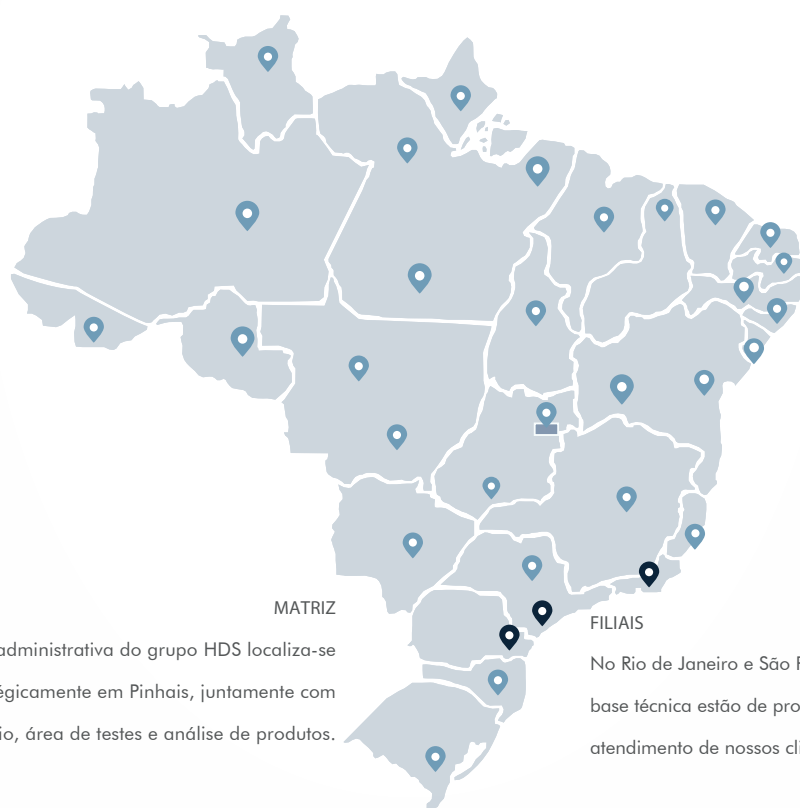 MATRIZ
administrativa do grupo HDS localiza-se
égicamente em Pinhais, juntamente com
io, área de testes e análise de produtos.
FILIAIS
No Rio de Janeiro e São P
base técnica estão de pro
atendimento de nossos cli